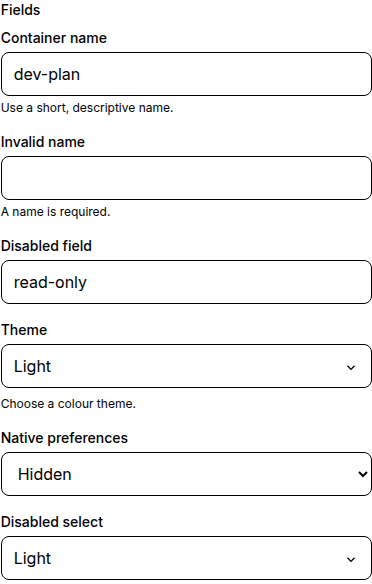 Fields
Container name
dev-plan
Use a short, descriptive name.
Invalid name
A name is required.
Disabled field
read-only
Theme
Light
Choose a colour theme.
Native preferences
Hidden
Disabled select
Light